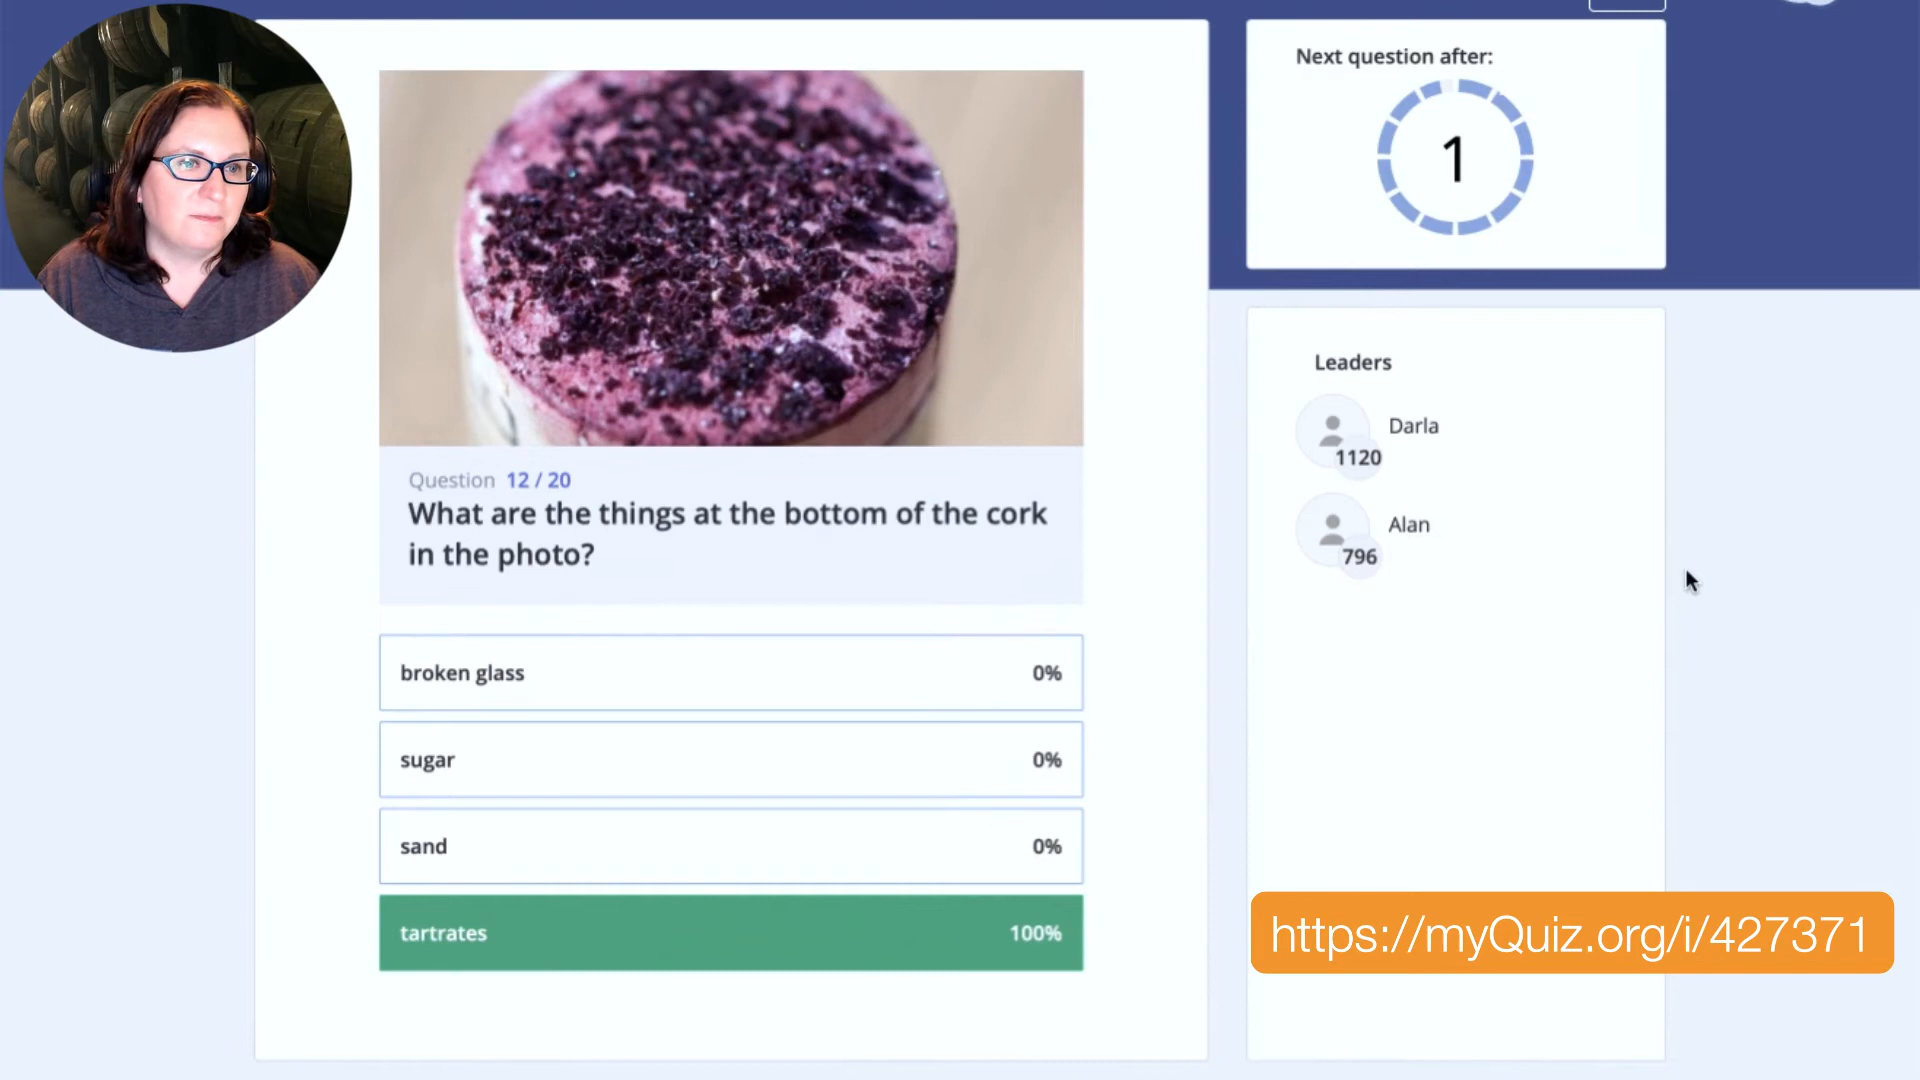 Question 12 / 20
What are the things at the bottom of the cork
in the photo?
broken glass 0%
sugar 0%
sand 0%
tartrates 100%
Next question after:
1
Leaders
Darla
1120
Alan
796
https://myQuiz.org/i/427371